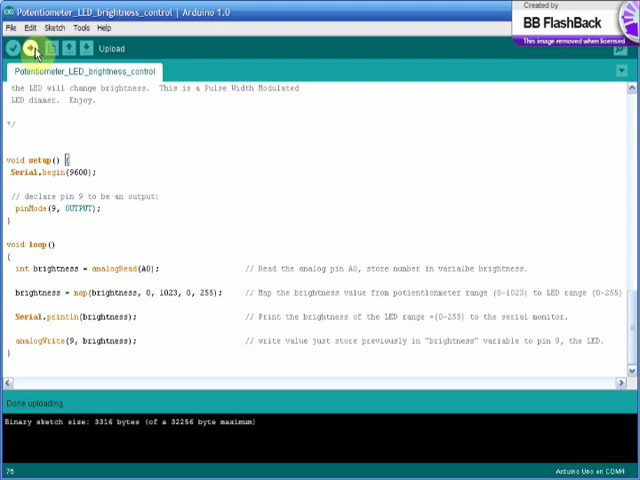 Potentiometer_LED_brightness_control | Arduino 1.0
Created by
BB FlashBack
This image removed when licensed
File Edit Sketch Tools Help
Upload
Potentiometer_LED_brightness_control
the LED will change brightness.  This is a Pulse Width Modulated
LED dimmer.  Enjoy.
*/
void setup() {
Serial.begin(9600);
// declare pin 9 to be an output:
pinMode(9, OUTPUT);
}
void loop()
{
int brightness = analogRead(A0); // Read the analog pin A0, store number in varialbe brightness.
brightness = map(brightness, 0, 1023, 0, 255); // Map the brightness value from potientionmeter range (0-1023) to LED range (0-255)
Serial.println(brightness); // Print the brightness of the LED range =(0-255) to the serial monitor.
analogWrite(9, brightness); // write value just store previously in "brightness" variable to pin 9, the LED.
}
Done uploading.
Binary sketch size: 3316 bytes (of a 32256 byte maximum)
75 Arduino Uno on COM4